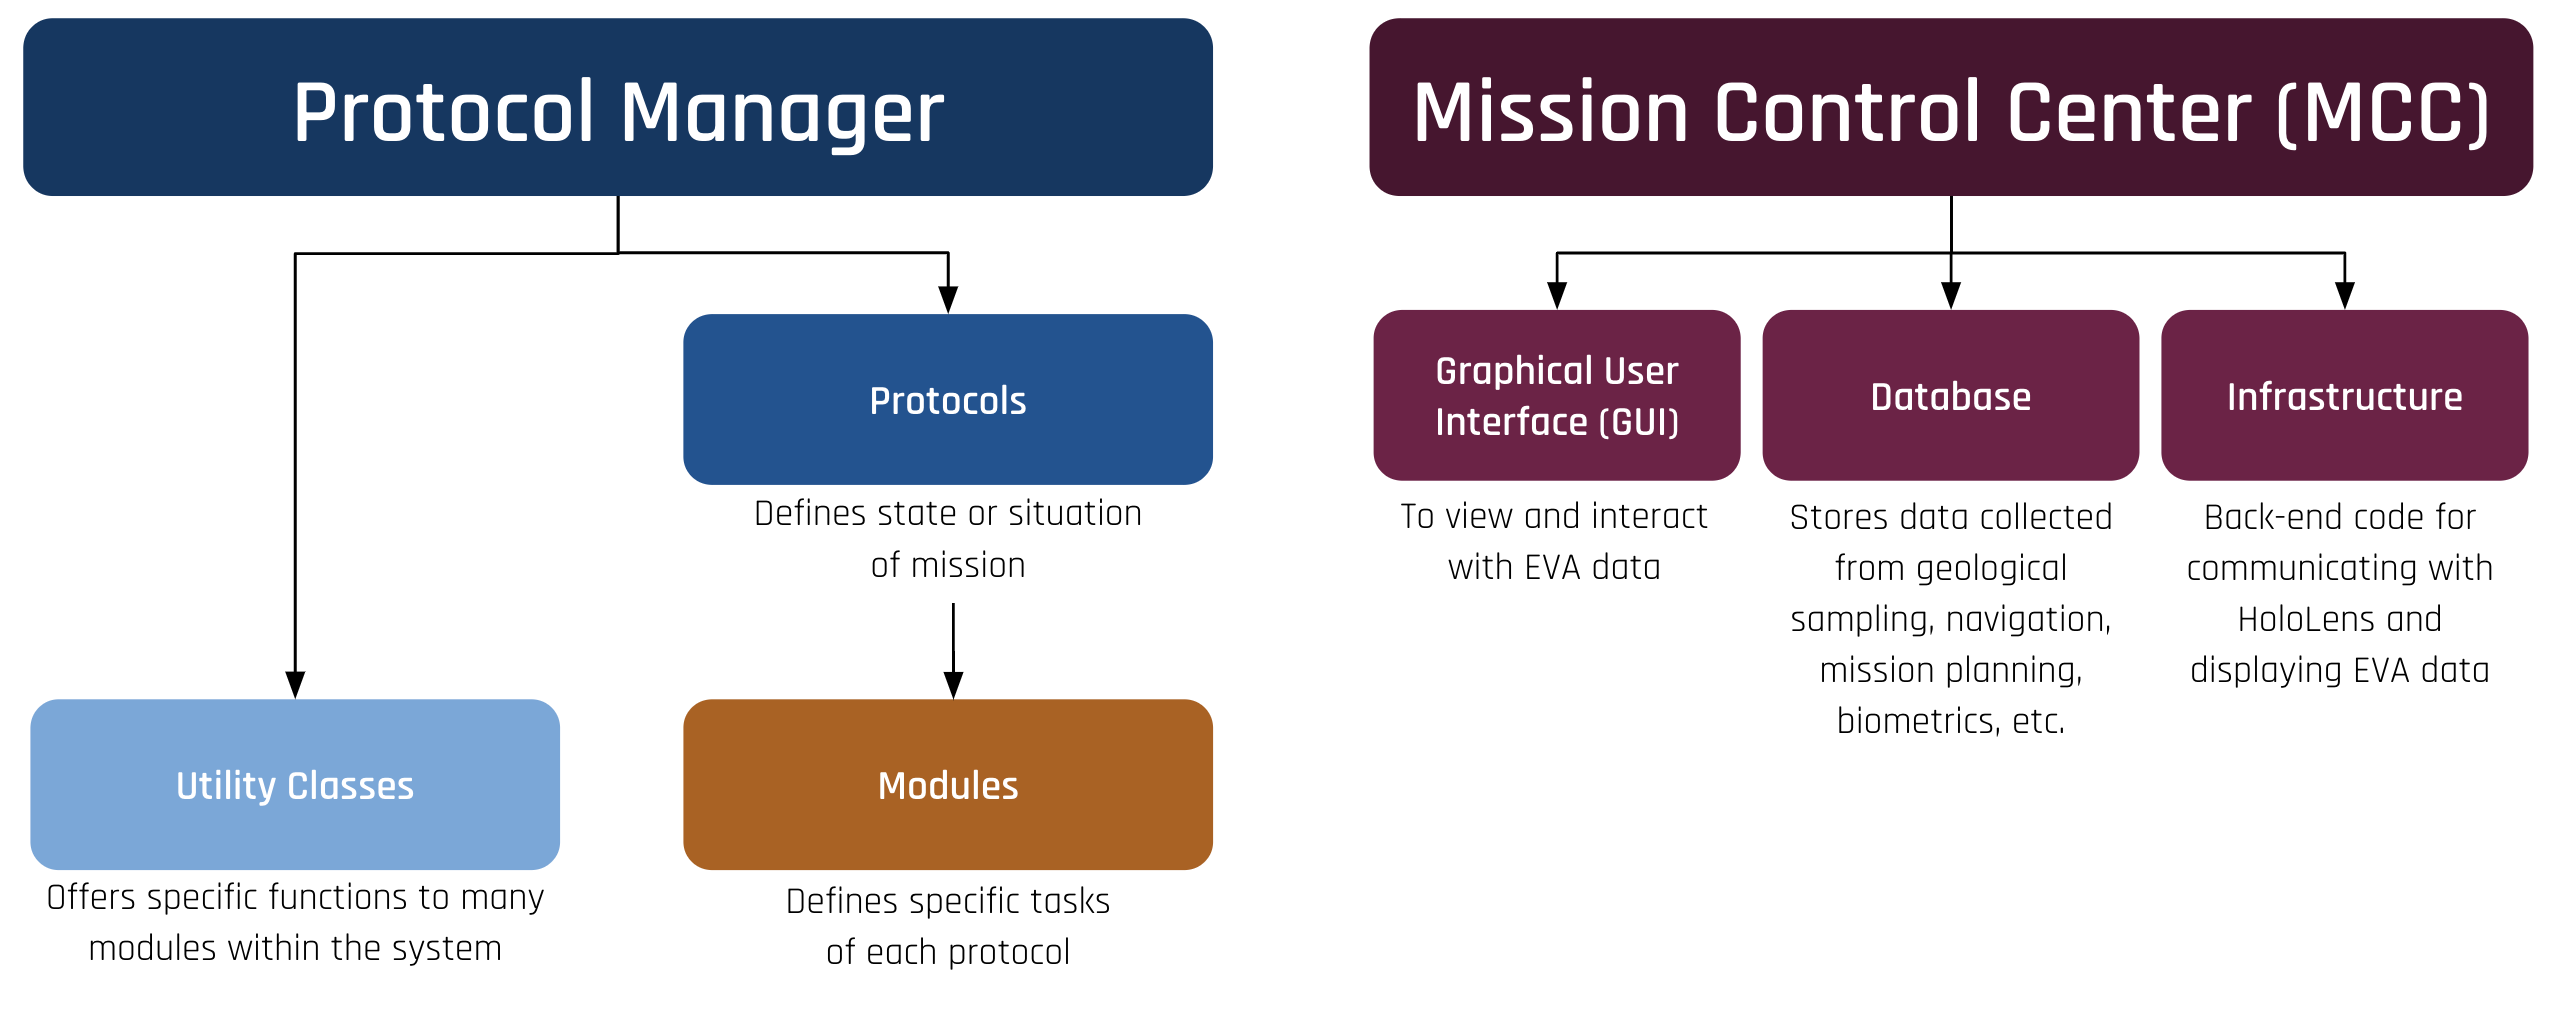 Protocol Manager
Protocols
Defines state or situation
of mission
Utility Classes
Offers specific functions to many
modules within the system
Modules
Defines specific tasks
of each protocol
Mission Control Center (MCC)
Graphical User
Interface (GUI)
To view and interact
with EVA data
Database
Stores data collected
from geological
sampling, navigation,
mission planning,
biometrics, etc.
Infrastructure
Back-end code for
communicating with
HoloLens and
displaying EVA data